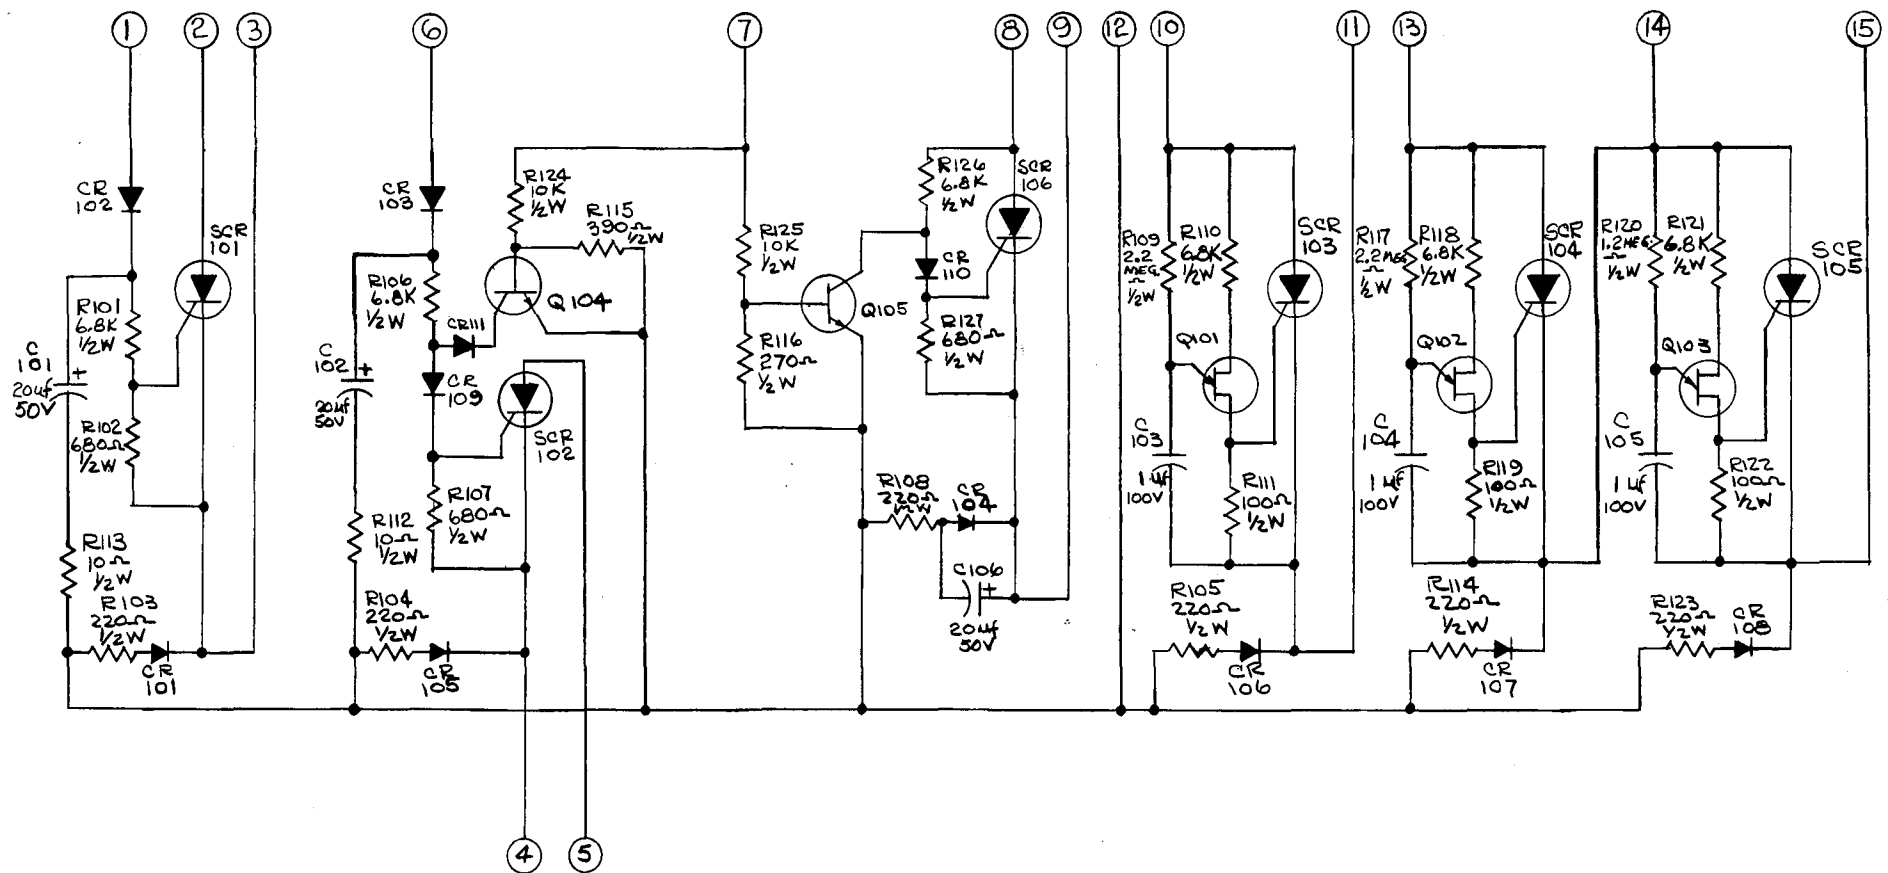 1
2
3
6
7
8
9
12
10
11
13
14
15
CR
102
SCR
101
R101
6.8K
1/2W
C
101
+
20uf
50V
R102
680Ω
1/2W
R113
10Ω
1/2W
R103
220Ω
1/2W
CR
101
CR
103
R124
10K
1/2W
R115
390Ω
1/2W
R106
6.8K
1/2W
CR111
Q104
C
102
+
20uf
50V
CR
109
SCR
102
R107
680Ω
1/2W
R112
10Ω
1/2W
R104
220Ω
1/2W
CR
105
4
5
R125
10K
1/2W
Q105
R116
270Ω
1/2W
R126
6.8K
1/2W
SCR
106
CR
110
R127
680Ω
1/2W
R108
220Ω
1/2W
CR
104
C106
+
20uf
50V
R109
2.2
MEG.
Ω
1/2W
R110
6.8K
1/2W
SCR
103
Q101
C
103
1uf
100V
R111
100Ω
1/2W
R105
220Ω
1/2W
CR
106
R117
2.2MEG
Ω
1/2W
R118
6.8K
1/2W
SCR
104
Q102
C
104
1uf
100V
R119
100Ω
1/2W
R114
220Ω
1/2W
CR
107
R120
1.2MEG.
Ω
1/2W
R121
6.8K
1/2W
SCR
105
Q103
C
105
1uf
100V
R122
100Ω
1/2W
R123
220Ω
1/2W
CR
108